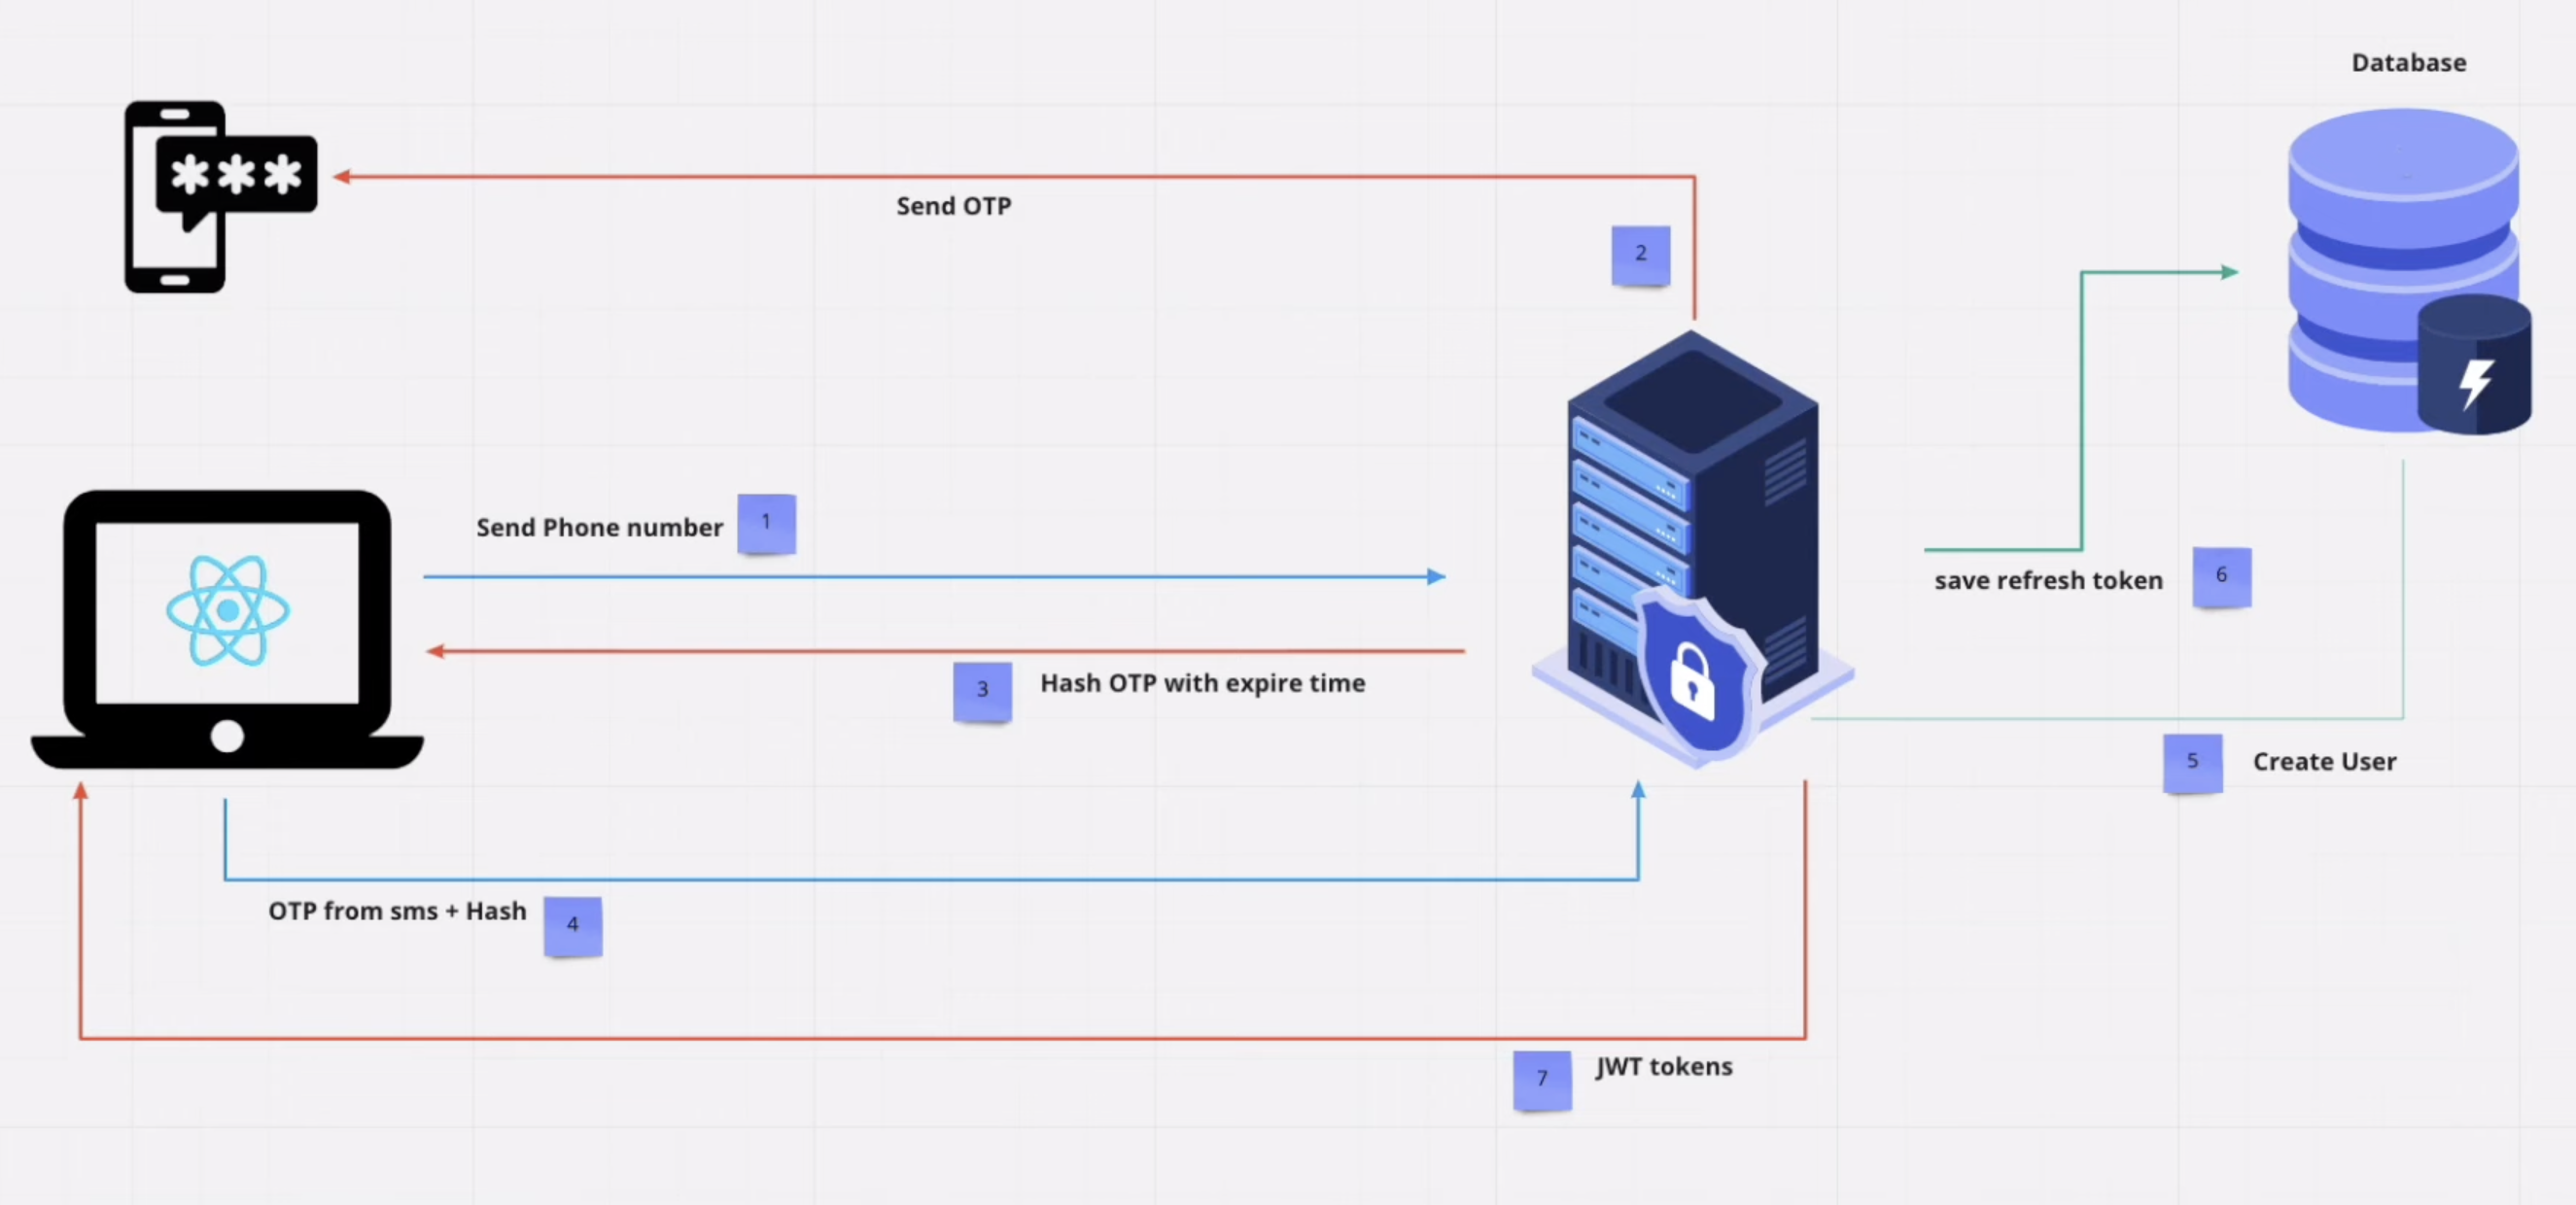 Database
***
Send OTP
2
Send Phone number
1
save refresh token
6
3
Hash OTP with expire time
5
Create User
OTP from sms + Hash
4
7
JWT tokens